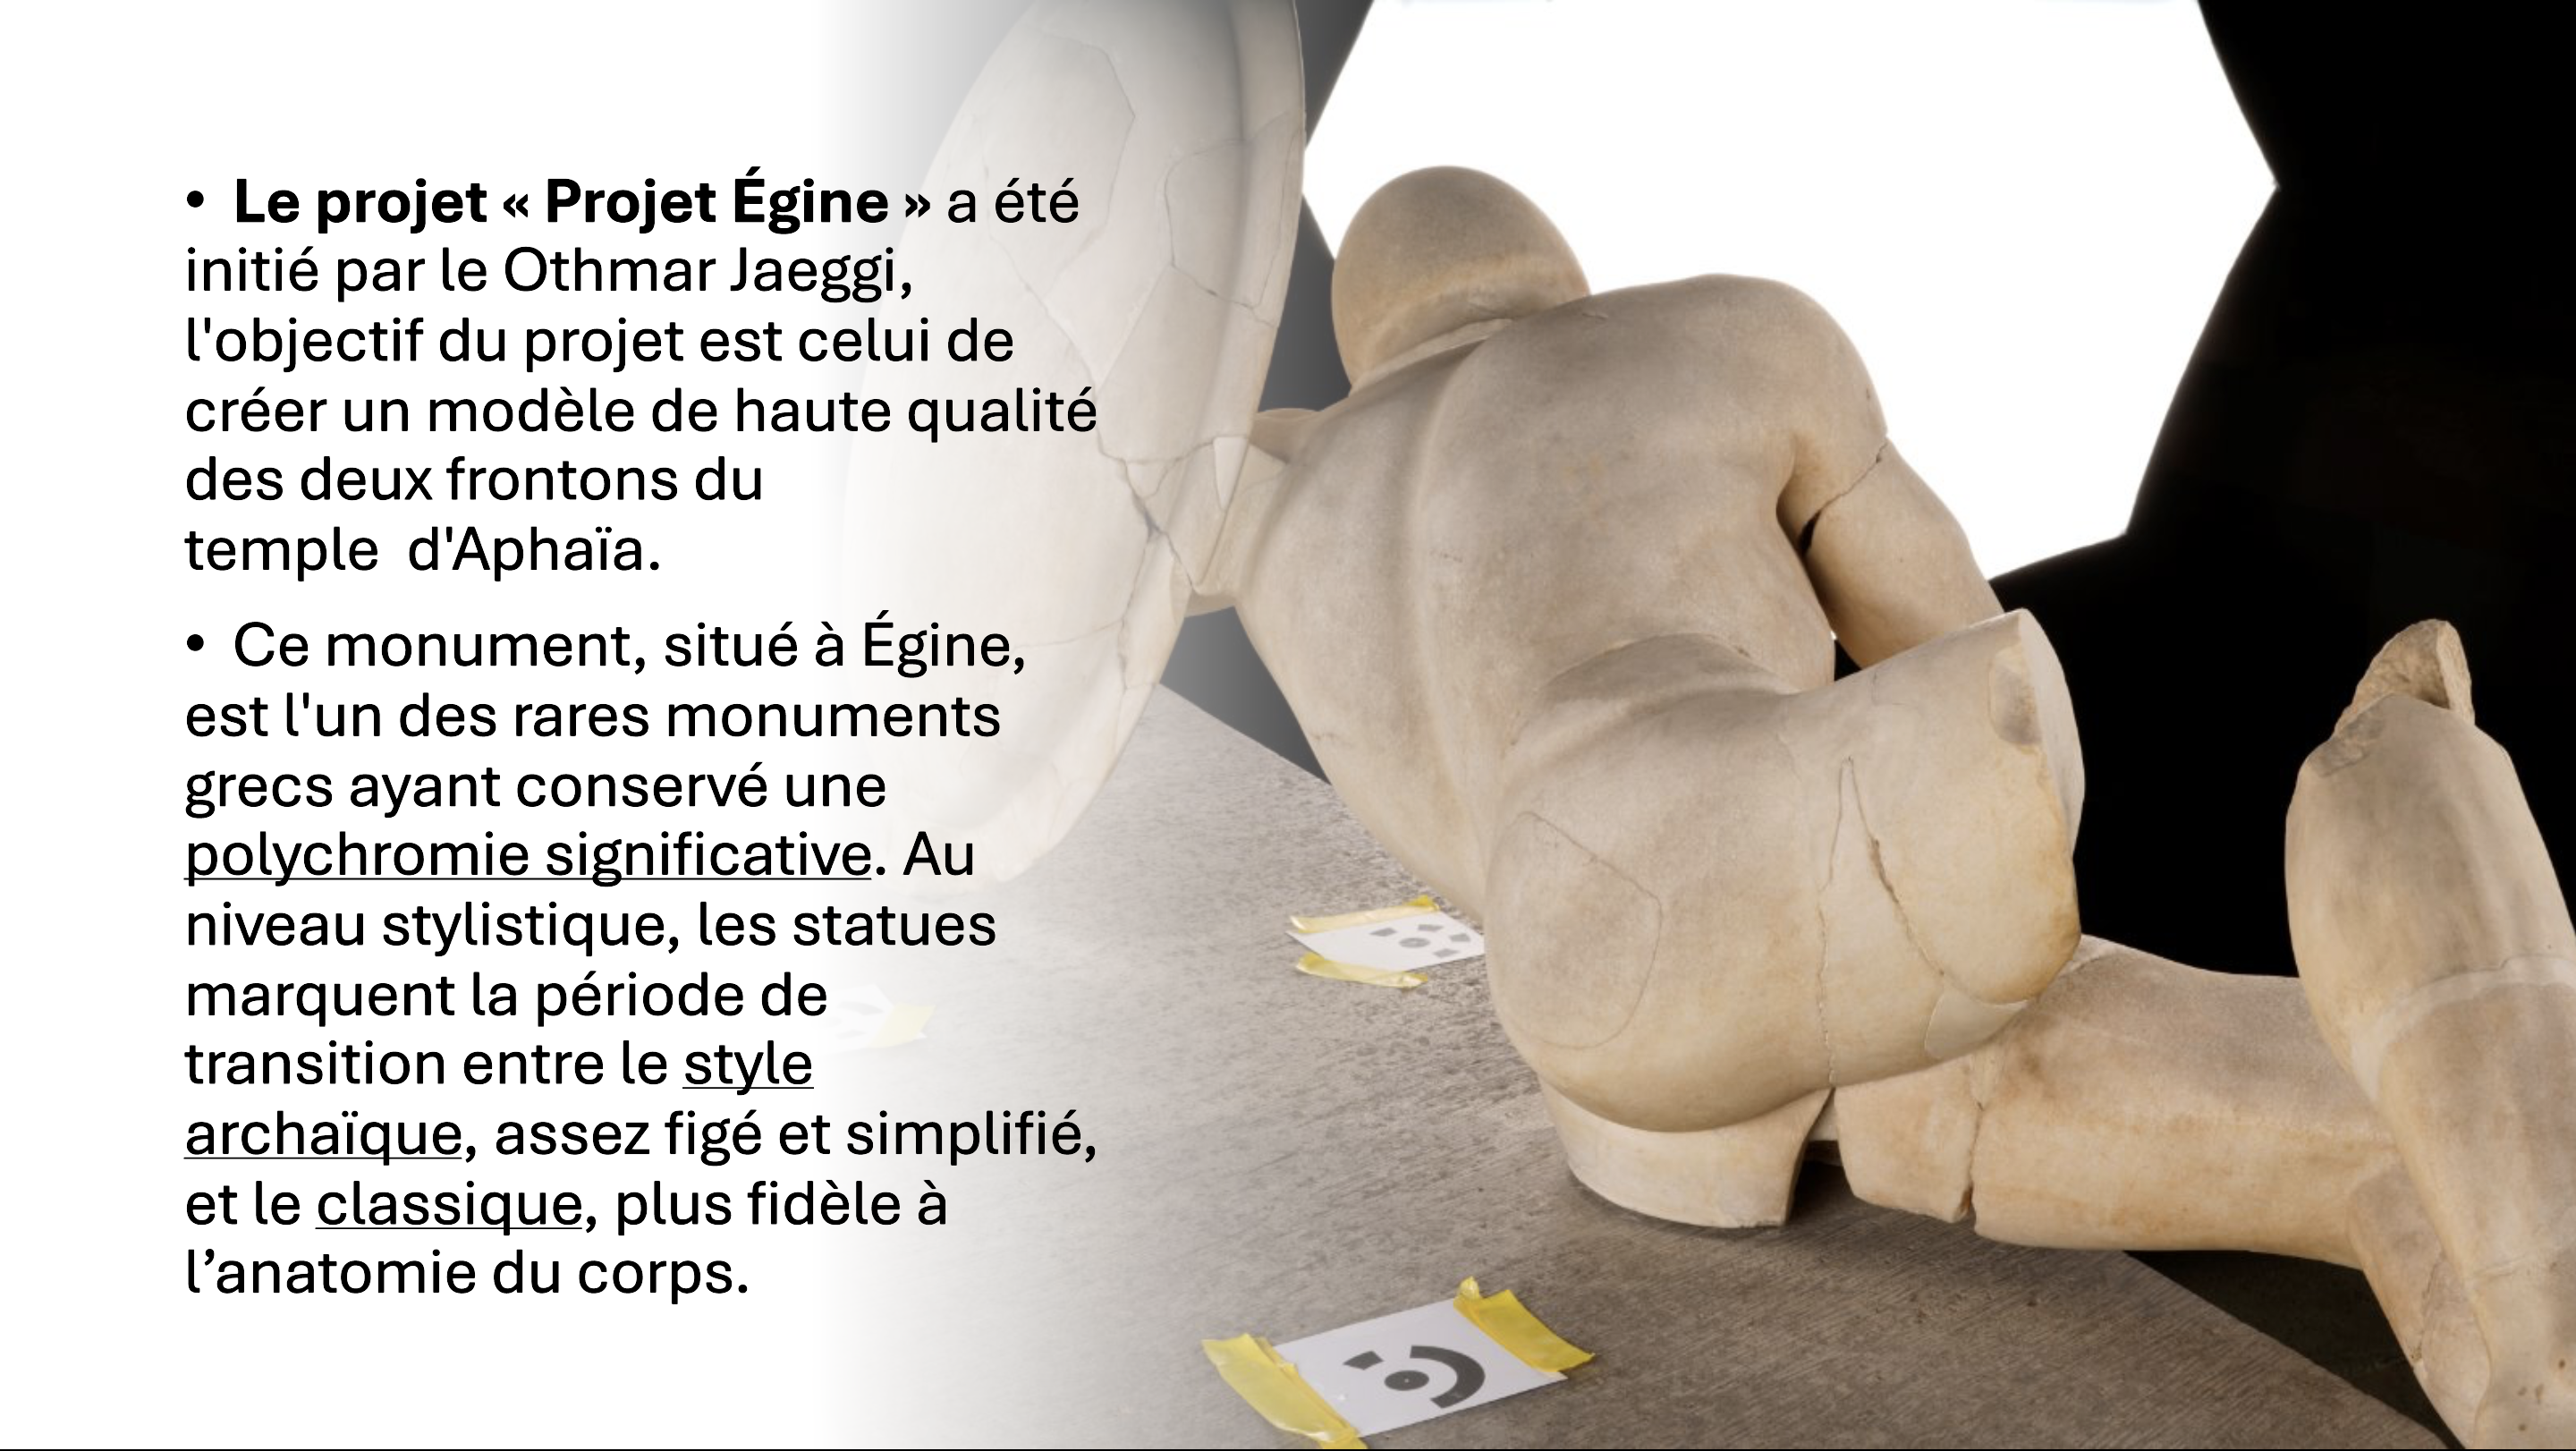 • Le projet « Projet Égine » a été
initié par le Othmar Jaeggi,
l'objectif du projet est celui de
créer un modèle de haute qualité
des deux frontons du
temple  d'Aphaïa.
• Ce monument, situé à Égine,
est l'un des rares monuments
grecs ayant conservé une
polychromie significative. Au
niveau stylistique, les statues
marquent la période de
transition entre le style
archaïque, assez figé et simplifié,
et le classique, plus fidèle à
l’anatomie du corps.